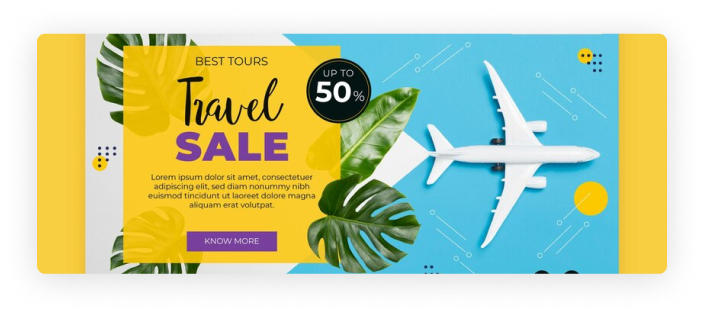 BEST TOURS
Travel
SALE
UP TO
50%
Lorem ipsum dolor sit amet, consectetuer
adipiscing elit, sed diam nonummy nibh
euismod tincidunt ut laoreet dolore magna
aliquam erat volutpat.
KNOW MORE